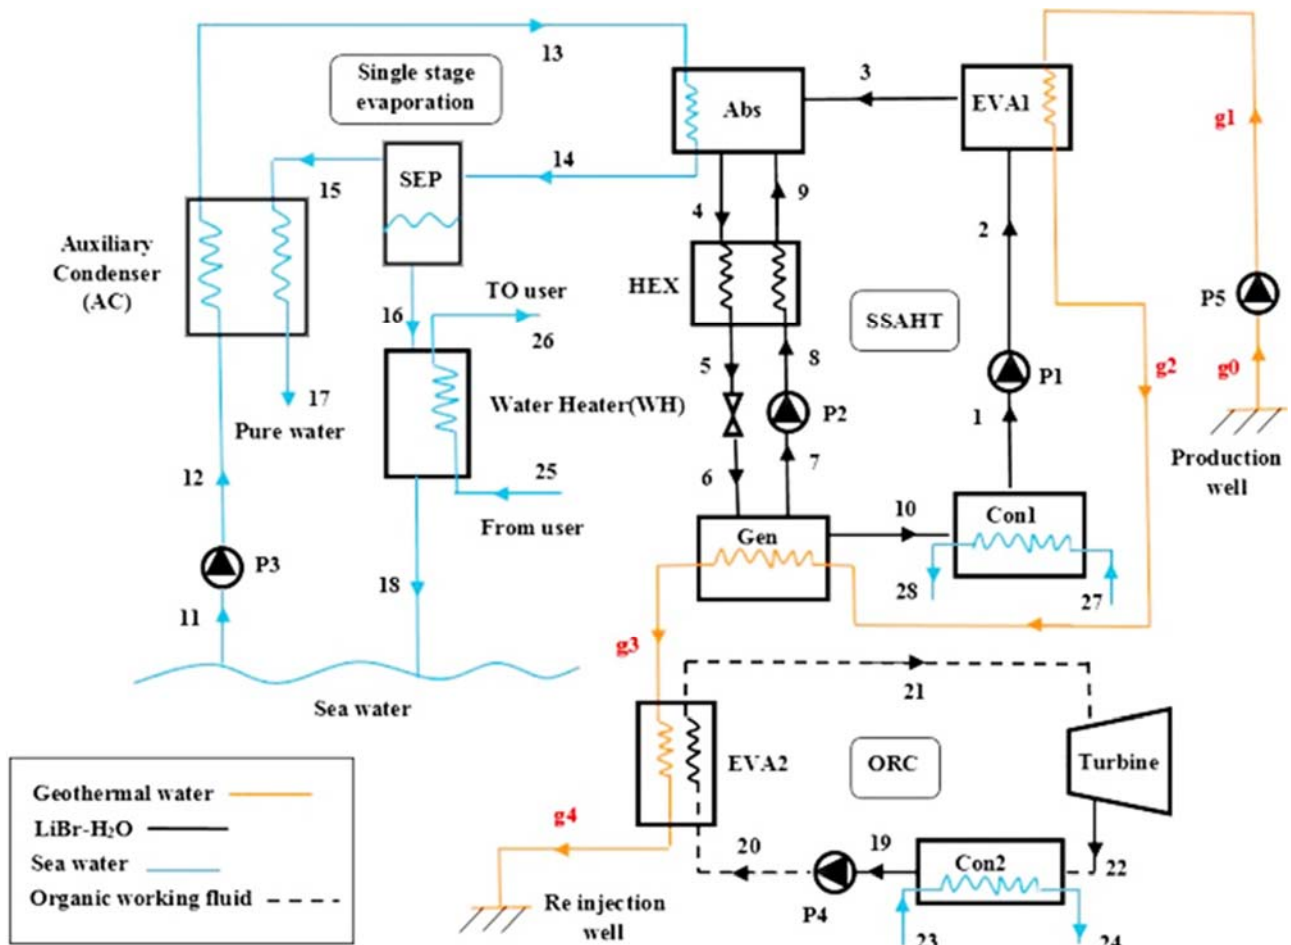 13
Single stage
evaporation
Abs
3
EVA1
g1
14
SEP
15
4
9
Auxiliary
Condenser
(AC)
2
HEX
TO user
SSAHT
P5
16
26
5
8
g2
g0
17
Water Heater(WH)
P2
P1
1
Pure water
Production
well
12
25
6
7
From user
10
Con1
Gen
P3
18
28
27
11
g3
21
Sea water
EVA2
ORC
Turbine
Geothermal water
LiBr-H₂O
Sea water
Organic working fluid
g4
20
19
Con2
22
P4
Re injection
well
23
24